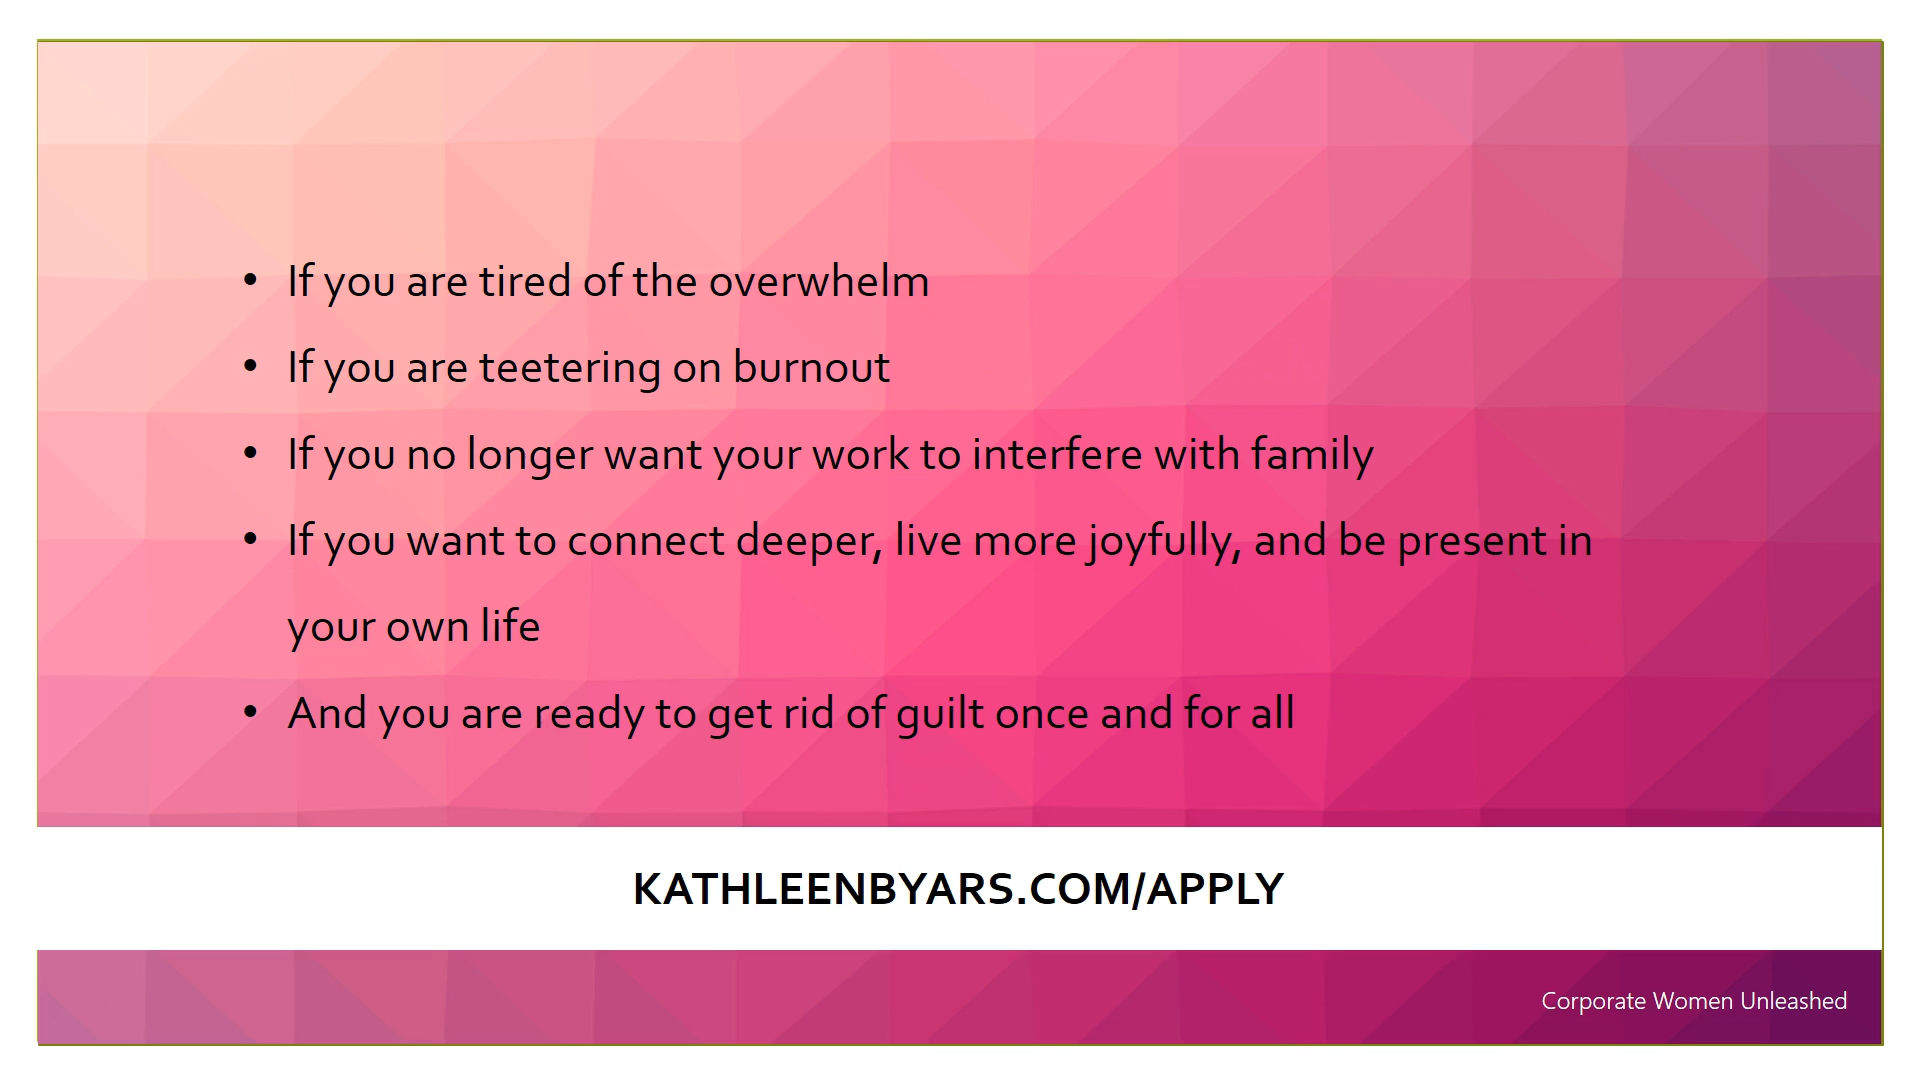 • If you are tired of the overwhelm
• If you are teetering on burnout
• If you no longer want your work to interfere with family
• If you want to connect deeper, live more joyfully, and be present in
your own life
• And you are ready to get rid of guilt once and for all
KATHLEENBYARS.COM/APPLY
Corporate Women Unleashed